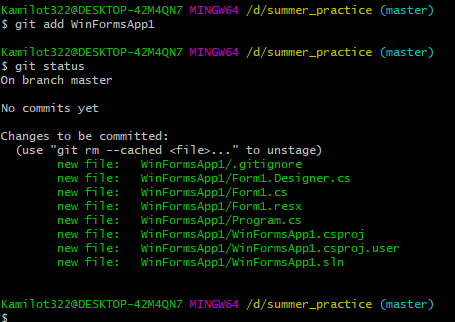 Kamilot322@DESKTOP-42M4QN7 MINGW64 /d/summer_practice (master)
$ git add WinFormsApp1
Kamilot322@DESKTOP-42M4QN7 MINGW64 /d/summer_practice (master)
$ git status
On branch master
No commits yet
Changes to be committed:
  (use "git rm --cached <file>..." to unstage)
        new file:   WinFormsApp1/.gitignore
        new file:   WinFormsApp1/Form1.Designer.cs
        new file:   WinFormsApp1/Form1.cs
        new file:   WinFormsApp1/Form1.resx
        new file:   WinFormsApp1/Program.cs
        new file:   WinFormsApp1/WinFormsApp1.csproj
        new file:   WinFormsApp1/WinFormsApp1.csproj.user
        new file:   WinFormsApp1/WinFormsApp1.sln
Kamilot322@DESKTOP-42M4QN7 MINGW64 /d/summer_practice (master)
$